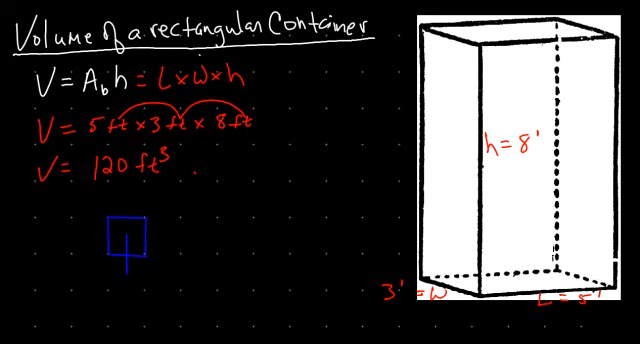 Volume of a rectangular Container
V = A_b h = L × W × h
V = 5 ft × 3 ft × 8 ft
V = 120 ft³
h = 8'
3' = W
L = 5'